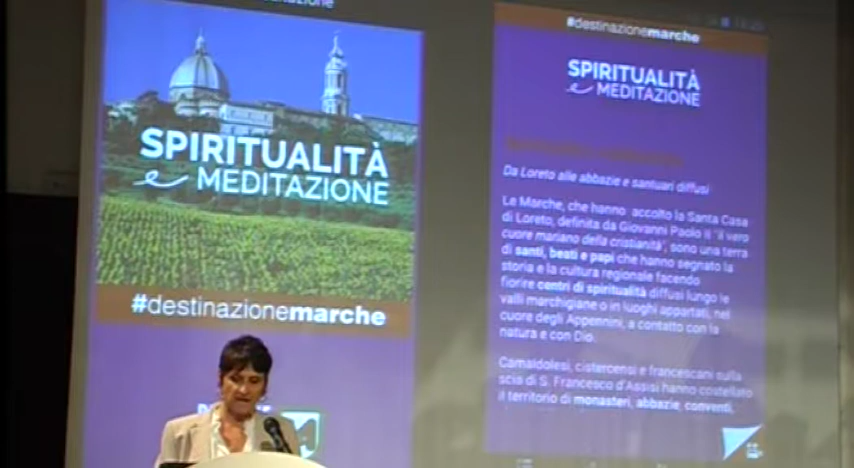 SPIRITUALITÀ
e MEDITAZIONE
#destinazionemarche
#destinazionemarche
SPIRITUALITÀ
e MEDITAZIONE
Da Loreto alle abbazie e santuari diffusi
Le Marche, che hanno accolto la Santa Casa
di Loreto, definita da Giovanni Paolo II "il vero
cuore mariano della cristianità", sono una terra
di santi, beati e papi che hanno segnato la
storia e la cultura regionale facendo
fiorire centri di spiritualità diffusi lungo le
valli marchigiane o in luoghi appartati, nel
cuore degli Appennini, a contatto con la
natura e con Dio.
Camaldolesi, cistercensi e francescani sulla
scia di S. Francesco d'Assisi hanno costellato
il territorio di monasteri, abbazie, conventi,